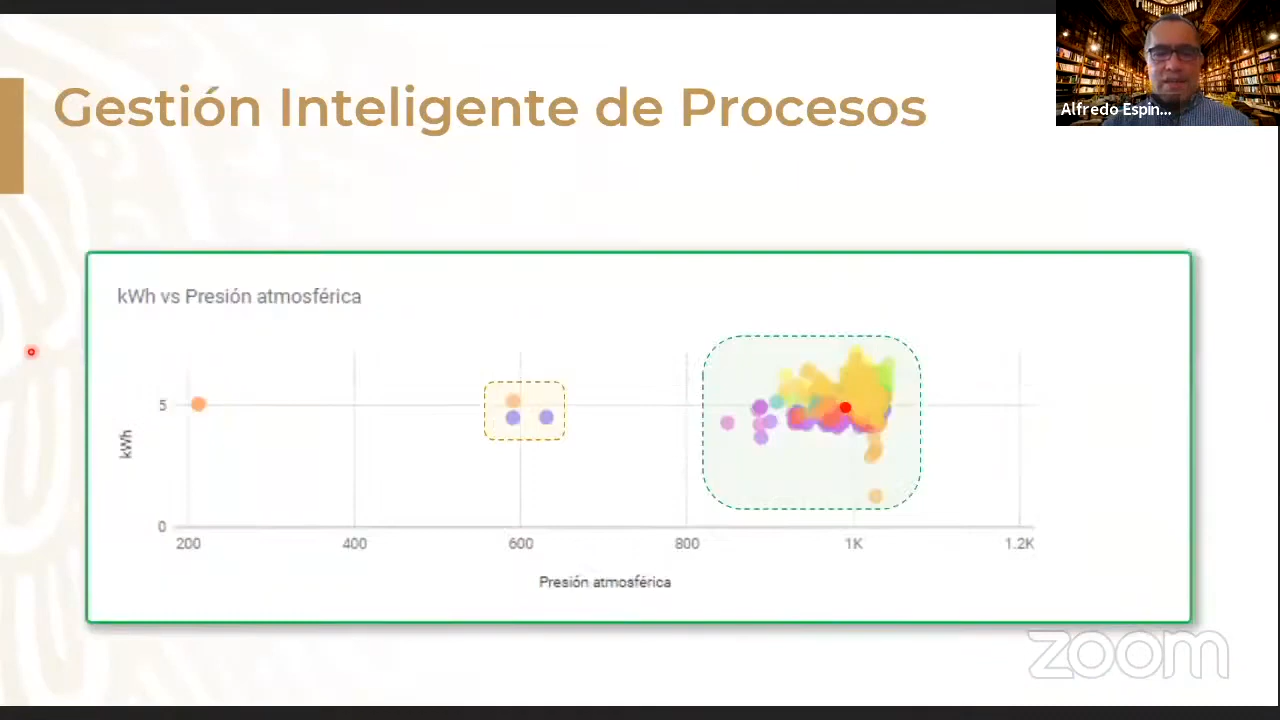 Gestión Inteligente de Procesos
Alfredo Espin...
kWh vs Presión atmosférica
5
kWh
0
200 400 600 800 1K 1.2K
Presión atmosférica
zoom